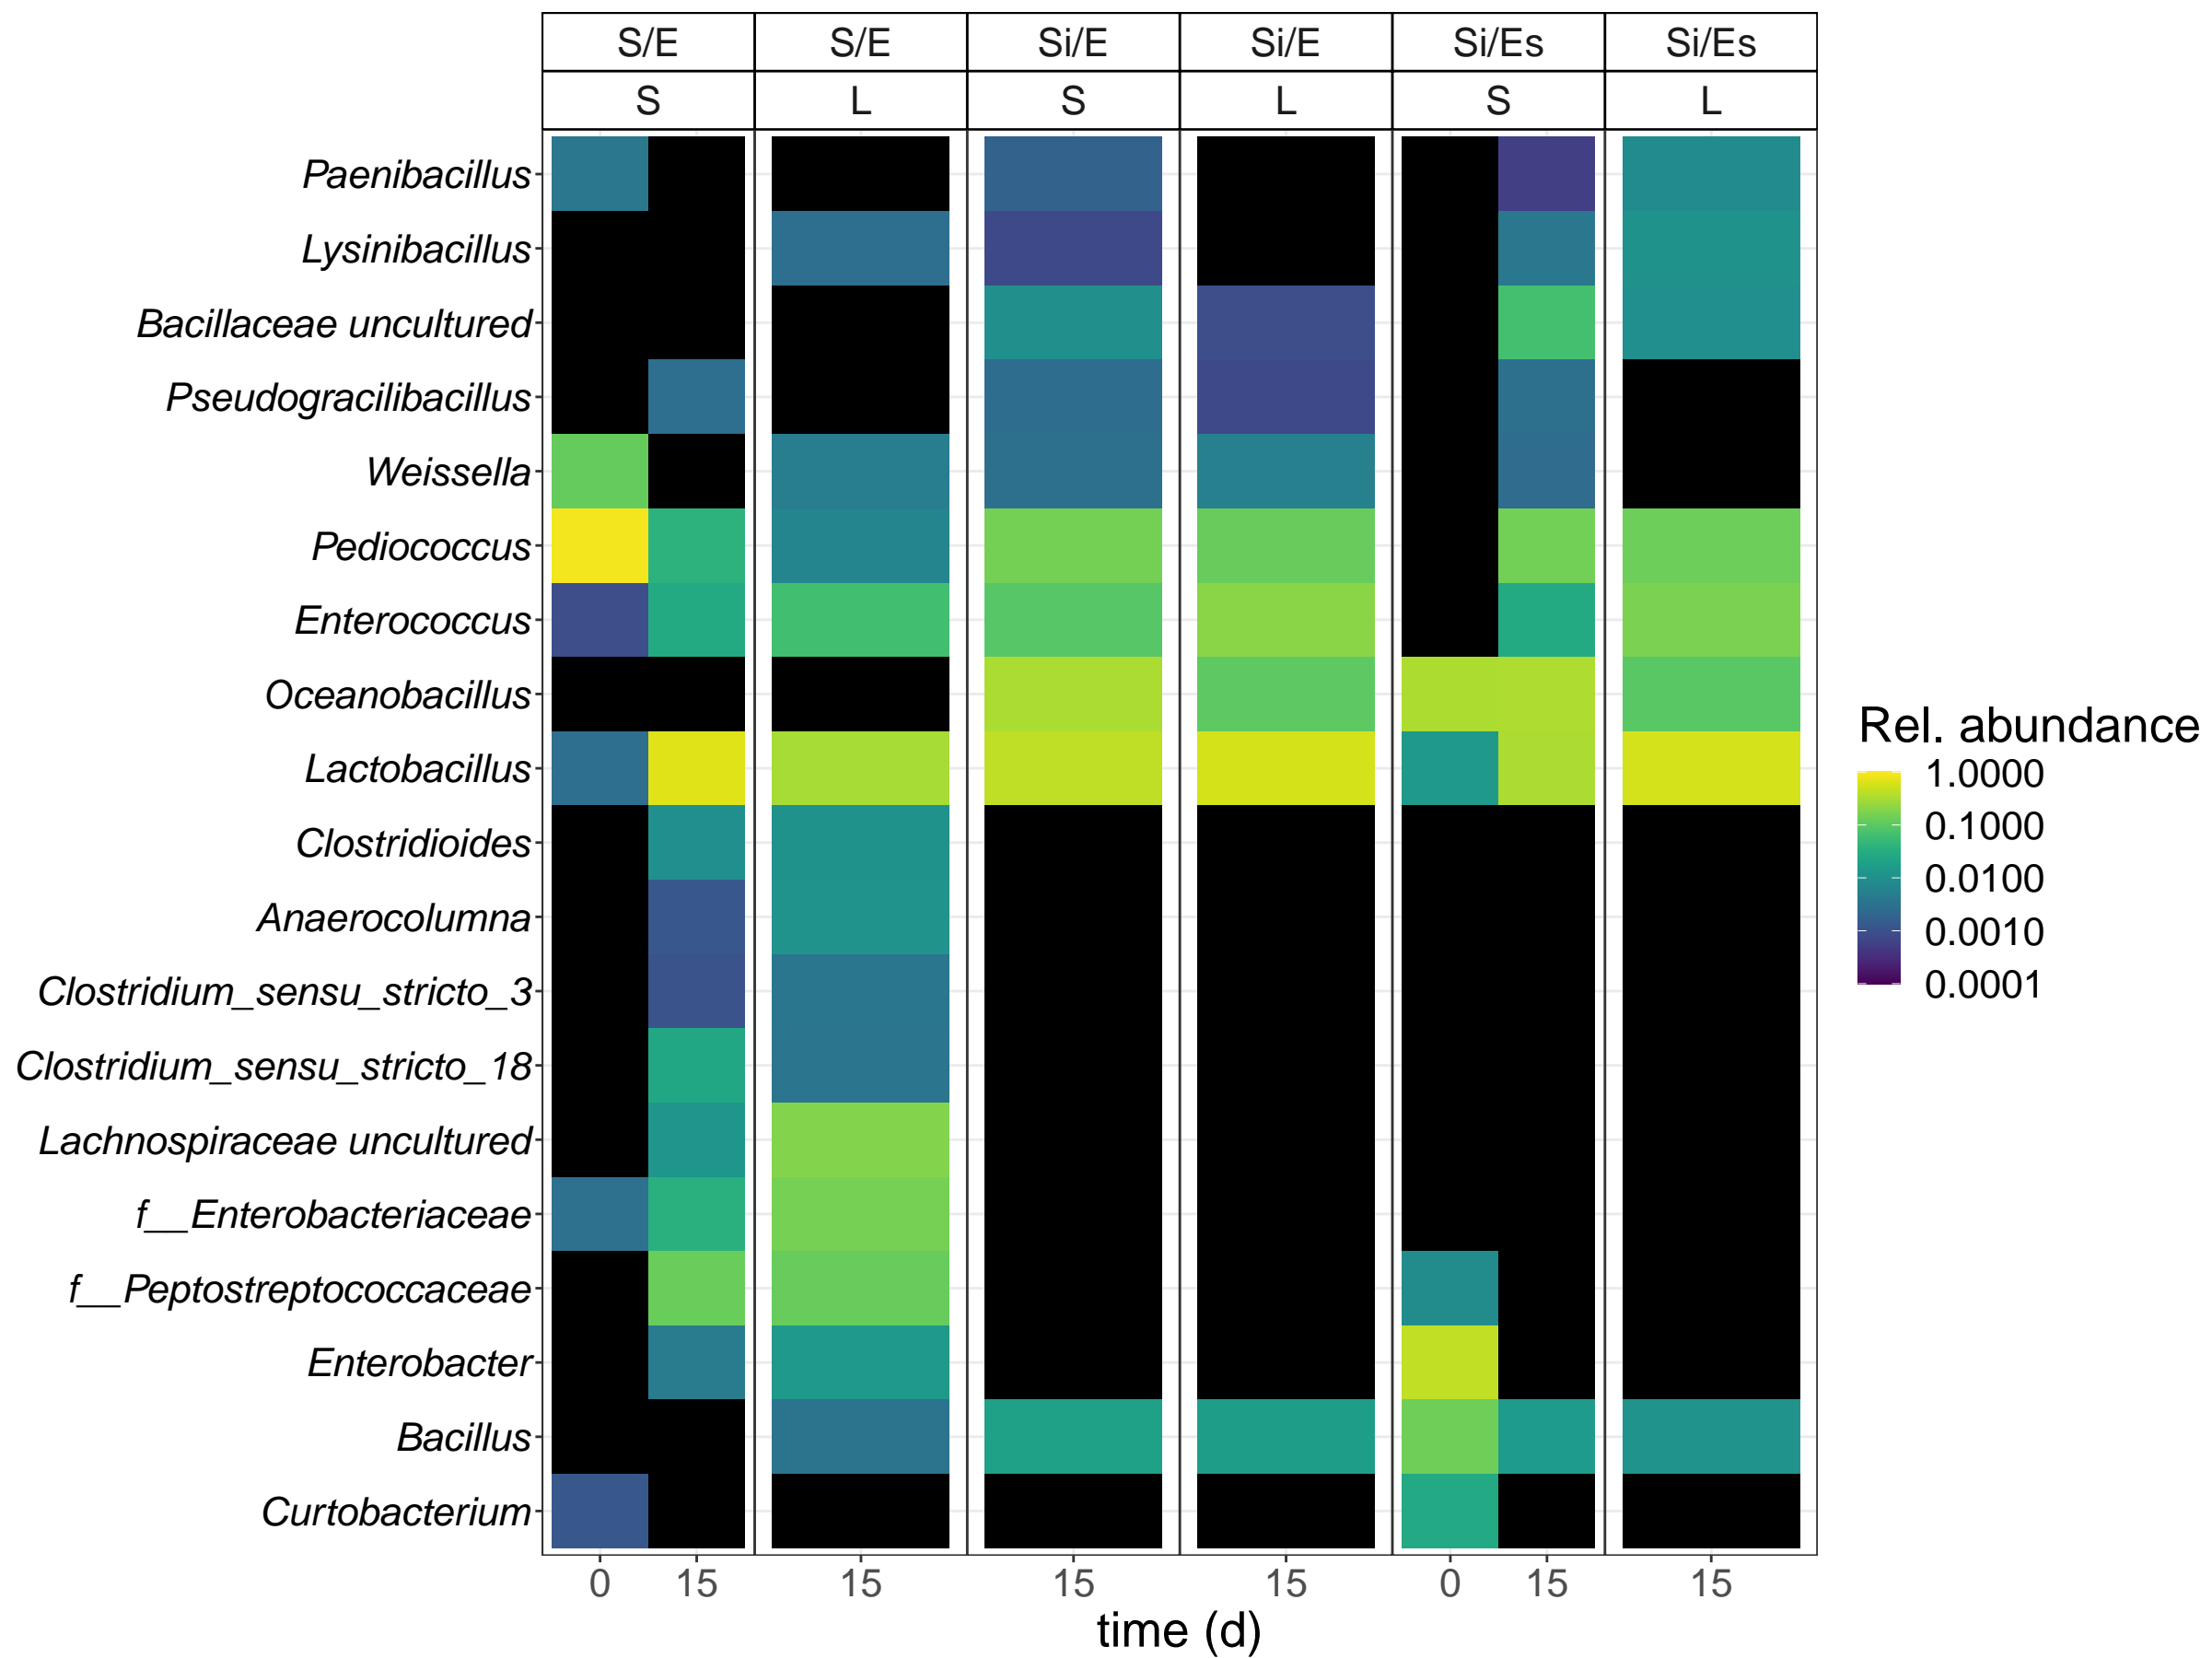 S/E S/E Si/E Si/E Si/Es Si/Es
S L S L S L
Paenibacillus
Lysinibacillus
Bacillaceae uncultured
Pseudogracilibacillus
Weissella
Pediococcus
Enterococcus
Oceanobacillus
Lactobacillus
Clostridioides
Anaerocolumna
Clostridium_sensu_stricto_3
Clostridium_sensu_stricto_18
Lachnospiraceae uncultured
f__Enterobacteriaceae
f__Peptostreptococcaceae
Enterobacter
Bacillus
Curtobacterium
0 15 15 15 15 0 15 15
time (d)
Rel. abundance
1.0000
0.1000
0.0100
0.0010
0.0001